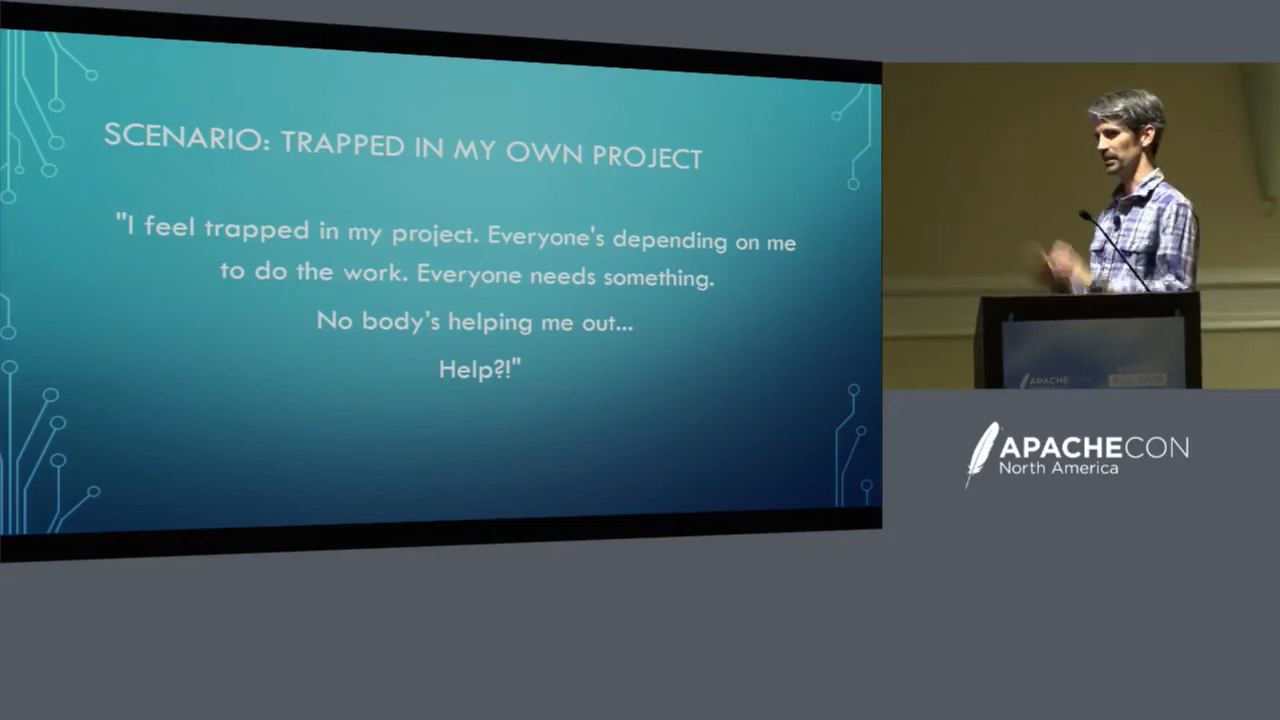 SCENARIO: TRAPPED IN MY OWN PROJECT
"I feel trapped in my project. Everyone's depending on me
to do the work. Everyone needs something.
No body's helping me out...
Help?!"
APACHECON
APACHECON
North America